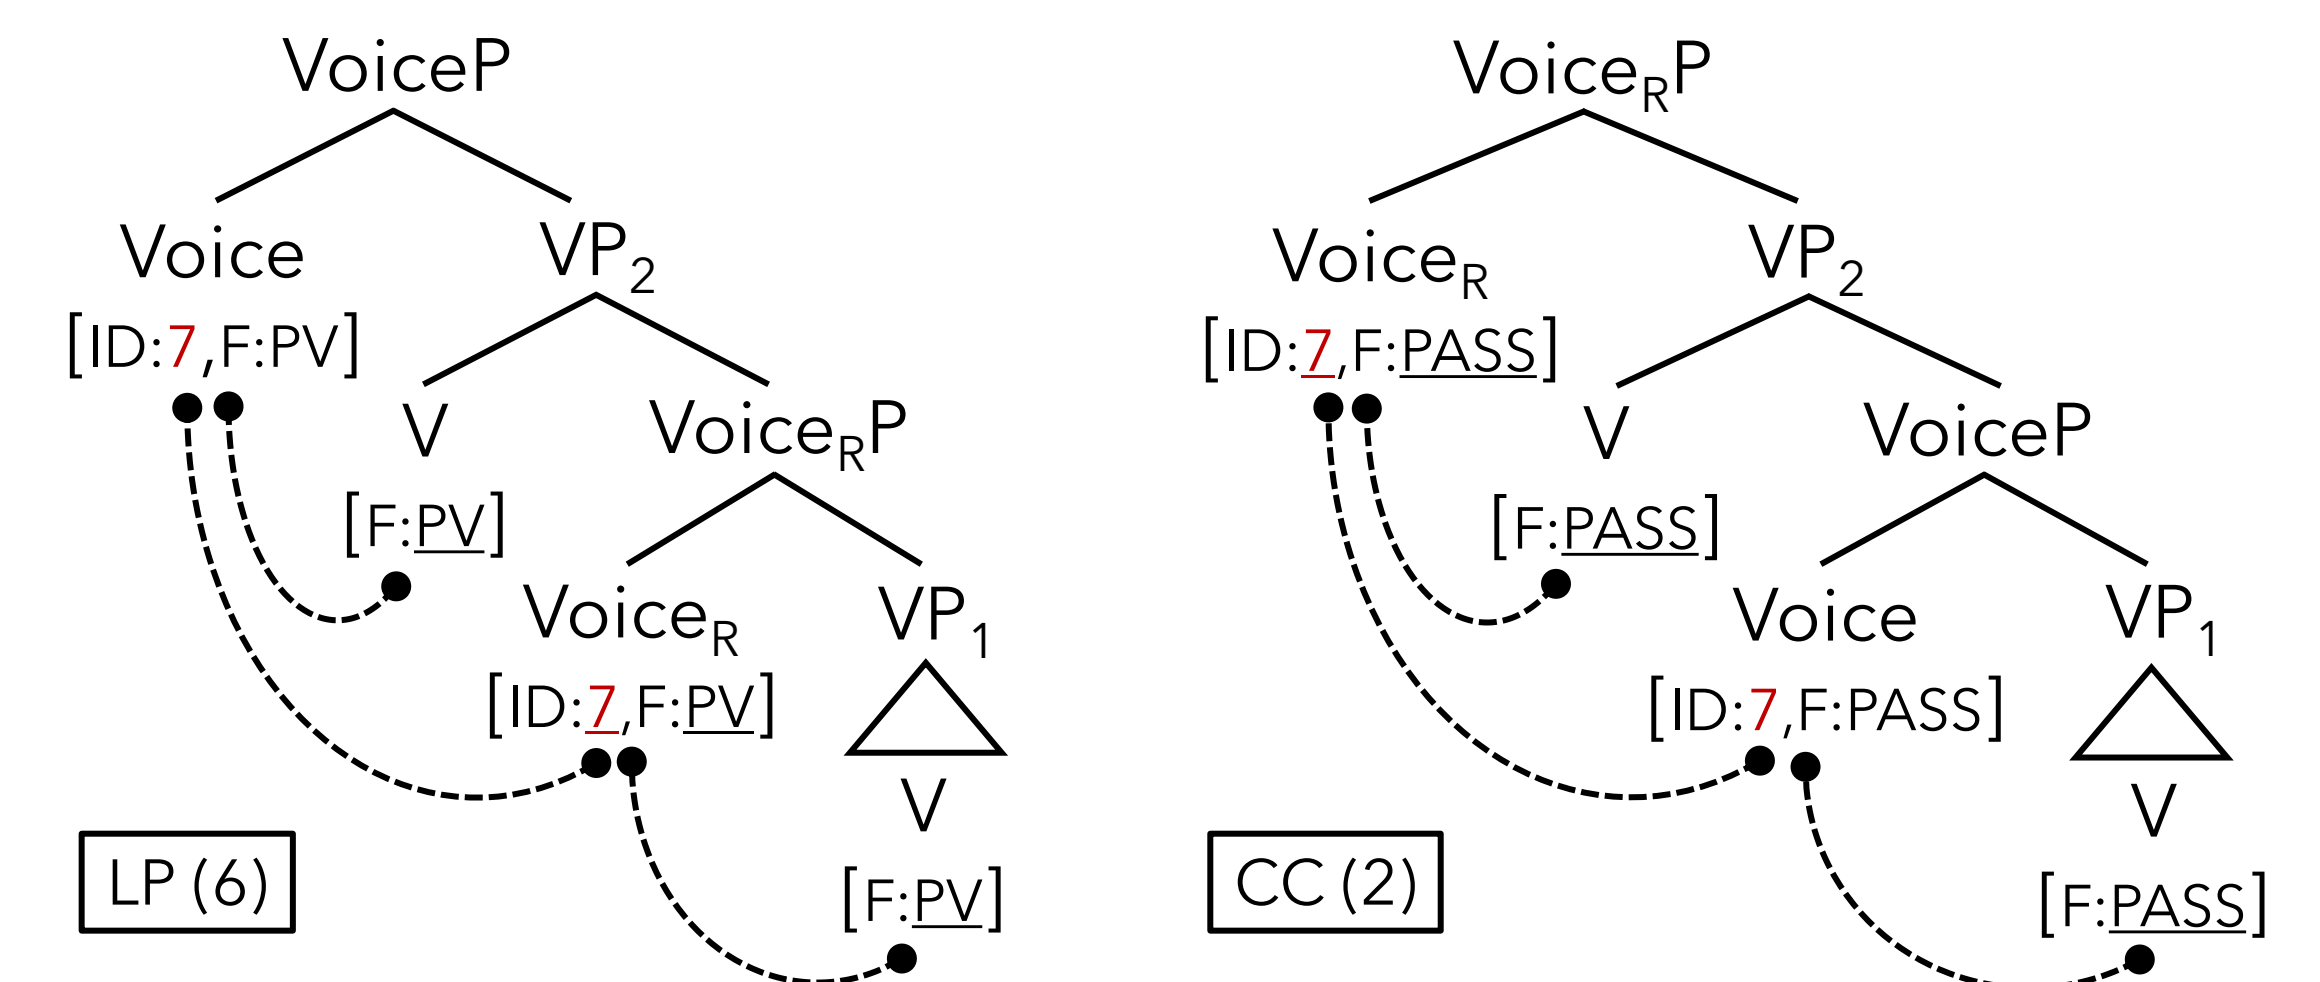 VoiceP
Voice VP2
[ID:7,F:PV]
V VoiceRP
[F:PV]
VoiceR VP1
[ID:7,F:PV]
V
LP (6)
[F:PV]
VoiceRP
VoiceR VP2
[ID:7,F:PASS]
V VoiceP
[F:PASS]
Voice VP1
[ID:7,F:PASS]
V
CC (2)
[F:PASS]